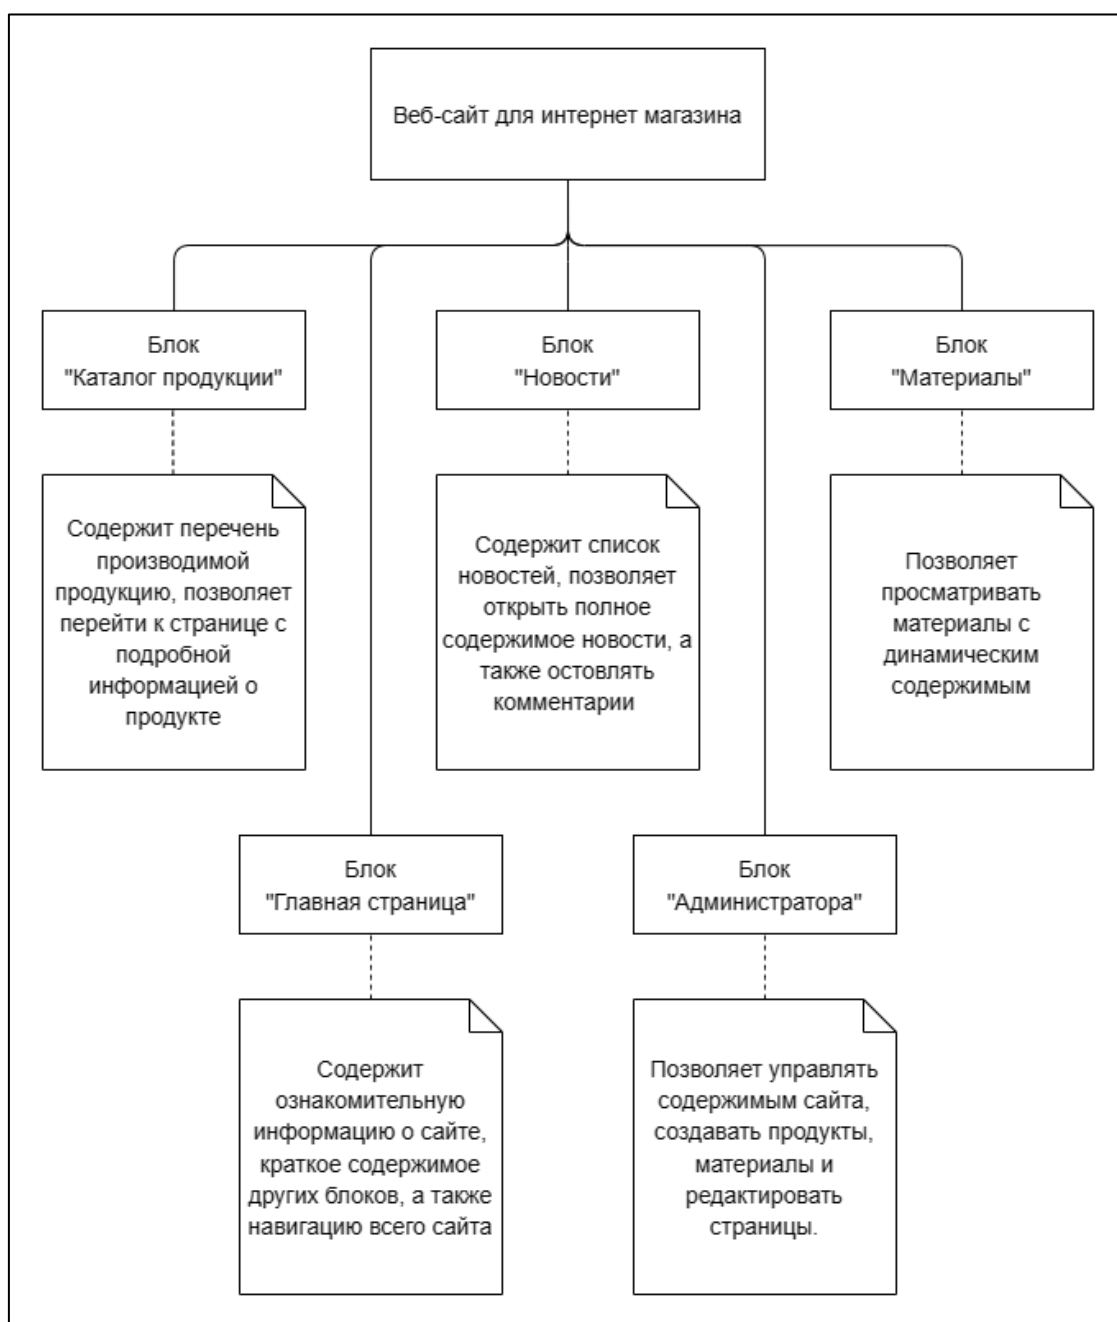 Веб-сайт для интернет магазина
Блок
"Каталог продукции"
Блок
"Новости"
Блок
"Материалы"
Содержит перечень
производимой
продукцию, позволяет
перейти к странице с
подробной
информацией о
продукте
Содержит список
новостей, позволяет
открыть полное
содержимое новости, а
также остовлять
комментарии
Позволяет
просматривать
материалы с
динамическим
содержимым
Блок
"Главная страница"
Блок
"Администратора"
Содержит
ознакомительную
информацию о сайте,
краткое содержимое
других блоков, а также
навигацию всего сайта
Позволяет управлять
содержимым сайта,
создавать продукты,
материалы и
редактировать
страницы.